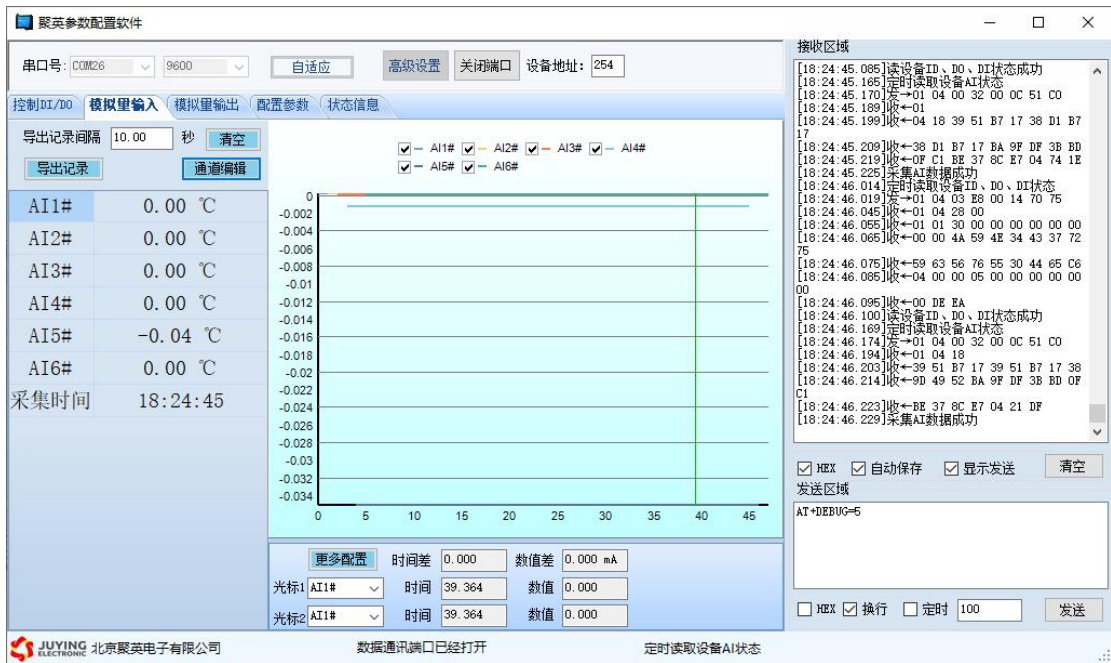 聚英参数配置软件
串口号: COM26 9600 自适应 高级设置 关闭端口 设备地址: 254
控制DI/DO 模拟里输入 模拟里输出 配置参数 状态信息
导出记录间隔 10.00 秒 清空
导出记录 通道编辑
AI1# 0.00 ℃
AI2# 0.00 ℃
AI3# 0.00 ℃
AI4# 0.00 ℃
AI5# -0.04 ℃
AI6# 0.00 ℃
采集时间 18:24:45
AI1# AI2# AI3# AI4#
AI5# AI6#
0
-0.002
-0.004
-0.006
-0.008
-0.01
-0.012
-0.014
-0.016
-0.018
-0.02
-0.022
-0.024
-0.026
-0.028
-0.03
-0.032
-0.034
0 5 10 15 20 25 30 35 40 45
更多配置 时间差 0.000 数值差 0.000 mA
光标1 AI1# 时间 39.364 数值 0.000
光标2 AI1# 时间 39.364 数值 0.000
接收区域
[18:24:45.085]读设备ID、DO、DI状态成功
[18:24:45.165]定时读取设备AI状态
[18:24:45.170]发→01 04 00 32 00 0C 51 C0
[18:24:45.189]收←01
[18:24:45.199]收←04 18 39 51 B7 17 38 D1 B7
17
[18:24:45.209]收←38 D1 B7 17 BA 9F DF 3B BD
[18:24:45.219]收←0F C1 BE 37 8C E7 04 74 1E
[18:24:45.225]采集AI数据成功
[18:24:46.014]定时读取设备ID、DO、DI状态
[18:24:46.019]发→01 04 03 E8 00 14 70 75
[18:24:46.045]收←01 04 28 00
[18:24:46.055]收←01 01 30 00 00 00 00 00 00
[18:24:46.065]收←00 00 4A 59 4E 34 43 37 72
75
[18:24:46.075]收←59 63 56 76 55 30 44 65 C6
[18:24:46.085]收←04 00 00 05 00 00 00 00 00
00
[18:24:46.095]收←00 DE EA
[18:24:46.100]读设备ID、DO、DI状态成功
[18:24:46.169]定时读取设备AI状态
[18:24:46.174]发→01 04 00 32 00 0C 51 C0
[18:24:46.194]收←01 04 18
[18:24:46.203]收←39 51 B7 17 39 51 B7 17 38
[18:24:46.214]收←9D 49 52 BA 9F DF 3B BD 0F
C1
[18:24:46.223]收←BE 37 8C E7 04 21 DF
[18:24:46.229]采集AI数据成功
HEX 自动保存 显示发送 清空
发送区域
AT+DEBUG=5
HEX 换行 定时 100 发送
JUYING ELECTRONIC 北京聚英电子有限公司 数据通讯端口已经打开 定时读取设备AI状态